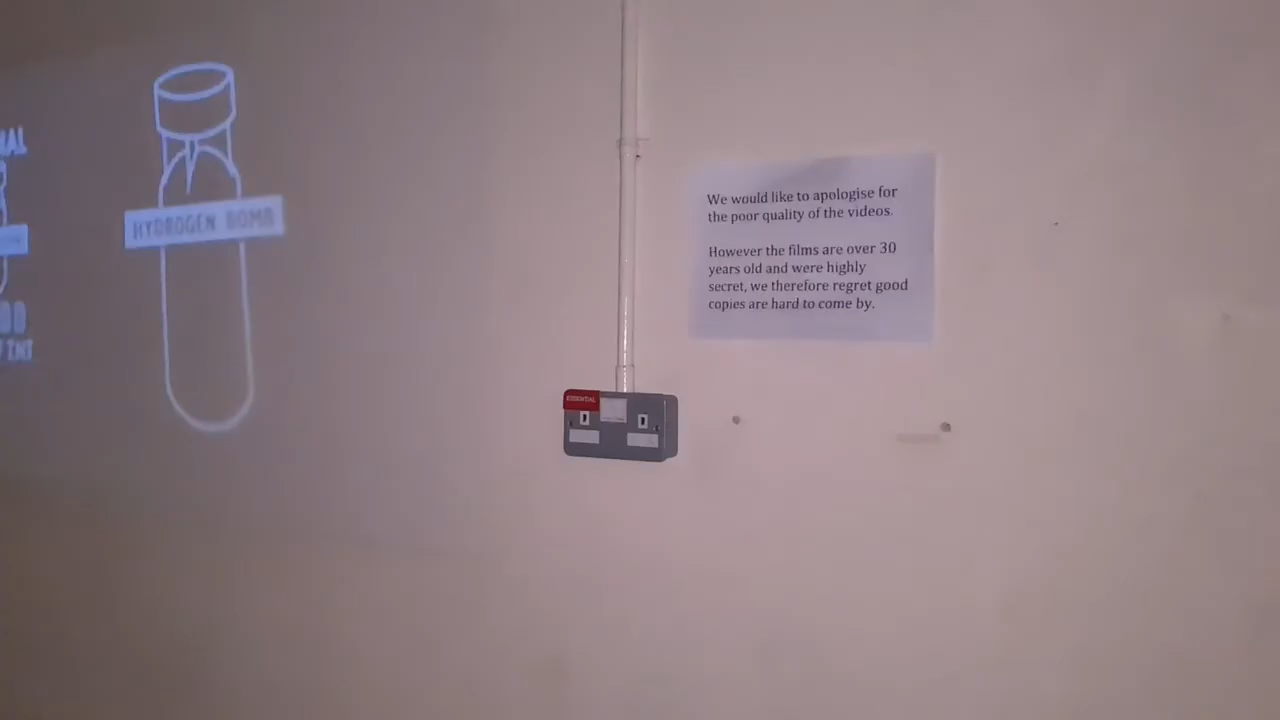 HYDROGEN BOMB
We would like to apologise for
the poor quality of the videos.
However the films are over 30
years old and were highly
secret, we therefore regret good
copies are hard to come by.
ESSENTIAL